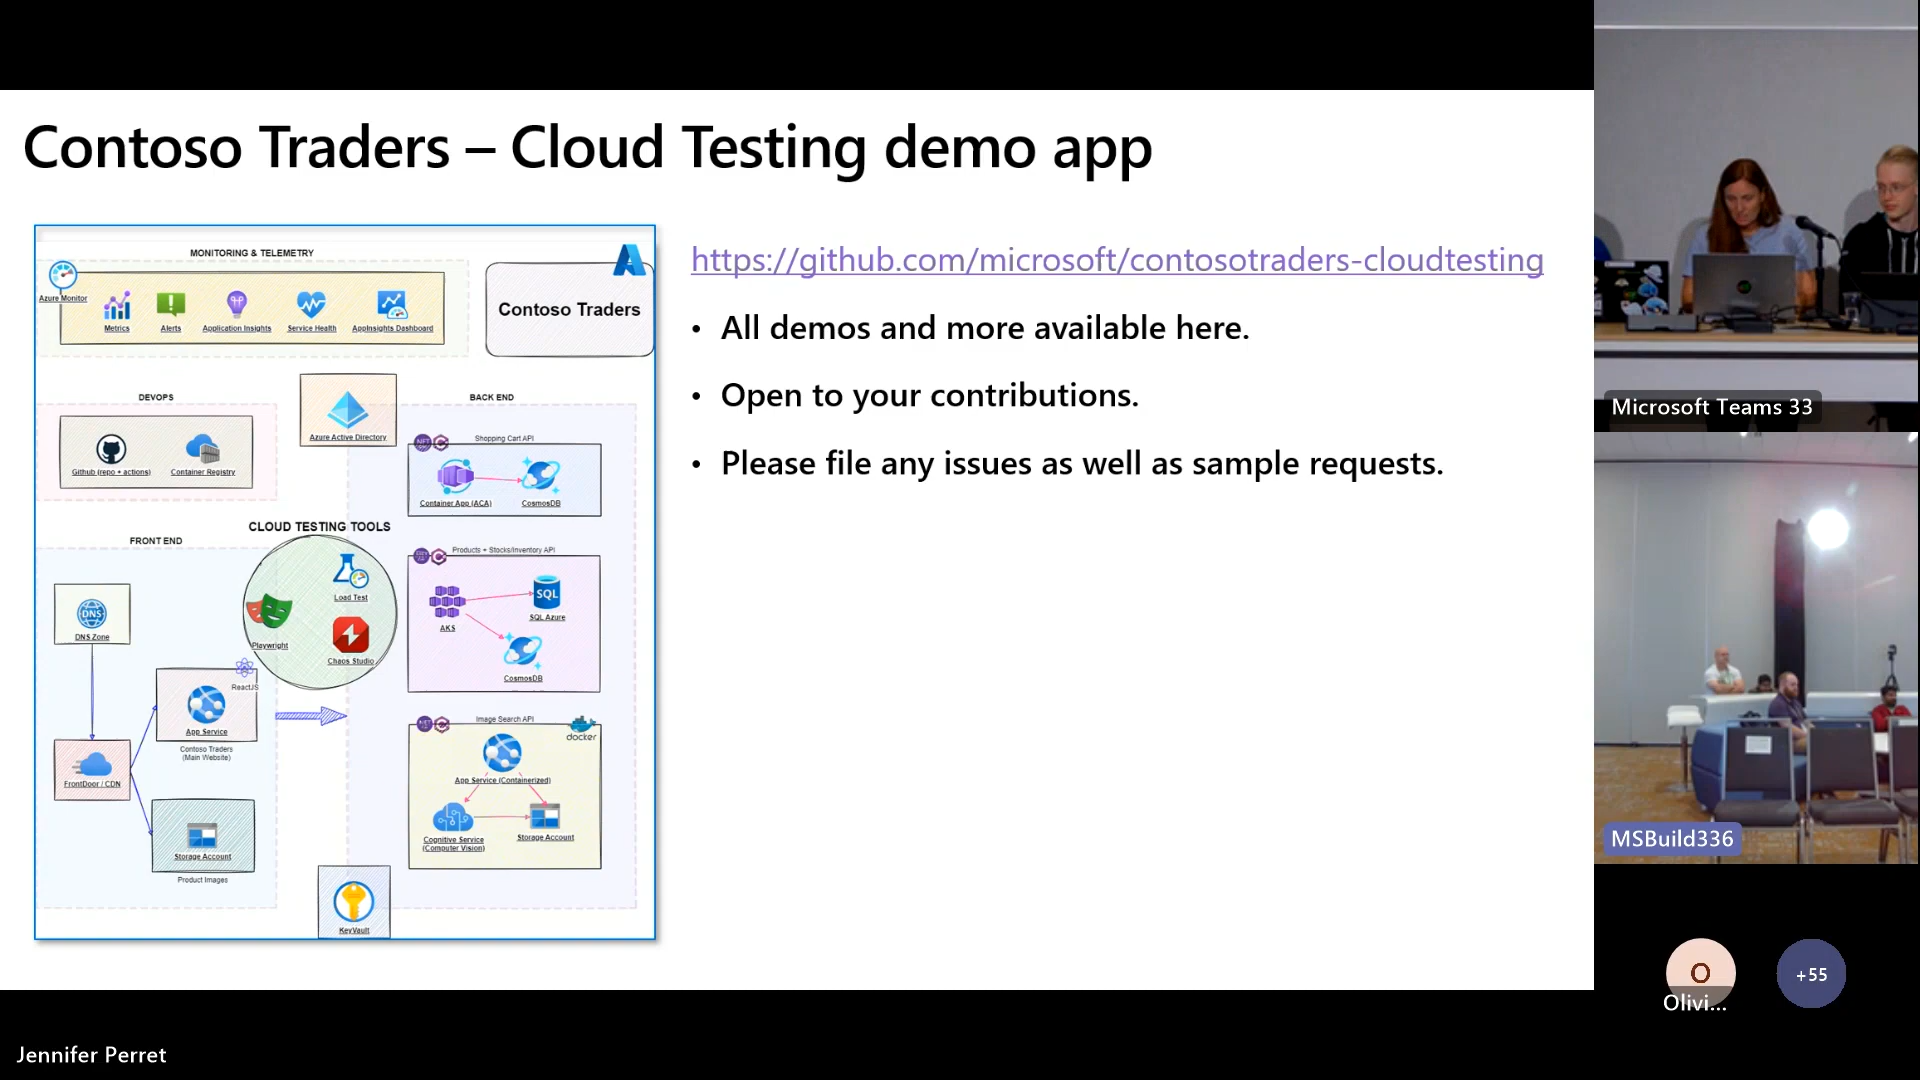 Contoso Traders – Cloud Testing demo app
MONITORING & TELEMETRY
Azure Monitor
Metrics
Alerts
Application Insights
Service Health
AppInsights Dashboard
Contoso Traders
DEVOPS
Github (repo + actions)
Container Registry
Azure Active Directory
BACK END
Shopping Cart API
Container App (ACA)
CosmosDB
CLOUD TESTING TOOLS
Load Test
Playwright
Chaos Studio
Products + Stocks/Inventory API
AKS
SQL
SQL Azure
CosmosDB
FRONT END
DNS
DNS Zone
ReactJS
App Service
Contoso Traders
(Main Website)
FrontDoor / CDN
Storage Account
Product Images
Image Search API
docker
App Service (Containerized)
Cognitive Service
(Computer Vision)
Storage Account
KeyVault
https://github.com/microsoft/contosotraders-cloudtesting
• All demos and more available here.
• Open to your contributions.
• Please file any issues as well as sample requests.
Microsoft Teams 33
MSBuild336
O
Olivi...
+55
Jennifer Perret